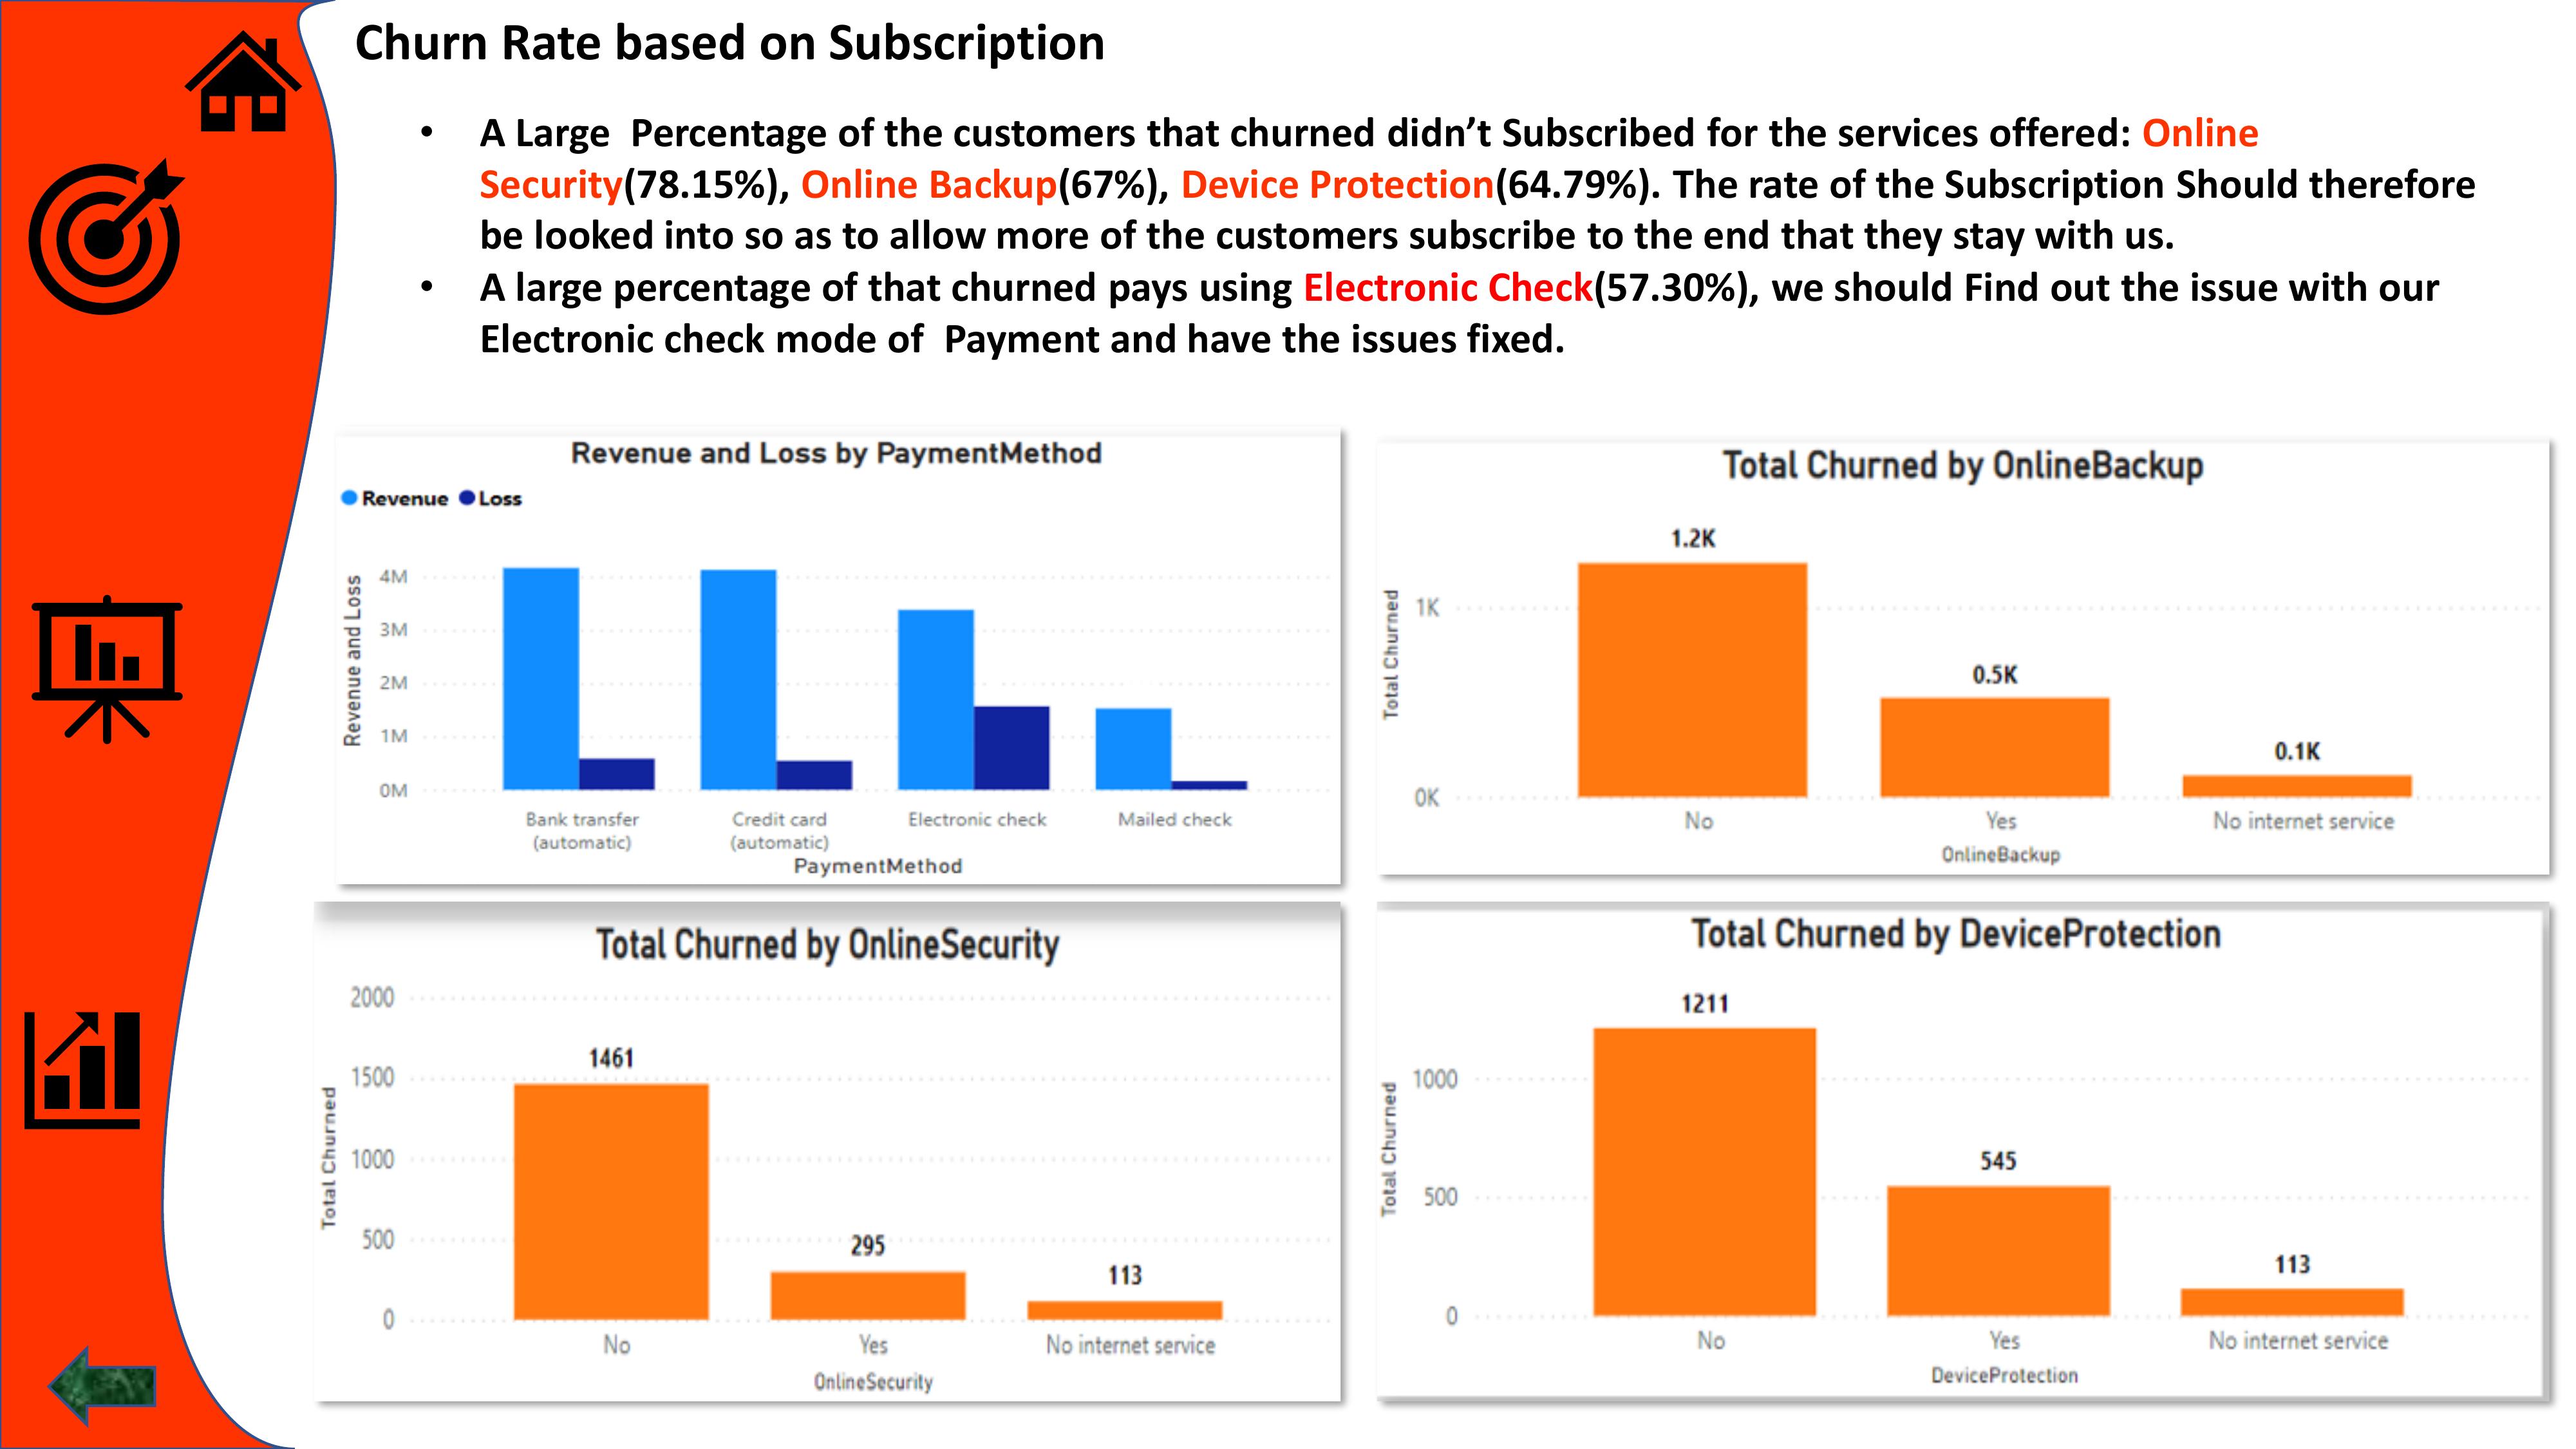 Churn Rate based on Subscription
• A Large  Percentage of the customers that churned didn’t Subscribed for the services offered: Online
Security(78.15%), Online Backup(67%), Device Protection(64.79%). The rate of the Subscription Should therefore
be looked into so as to allow more of the customers subscribe to the end that they stay with us.
• A large percentage of that churned pays using Electronic Check(57.30%), we should Find out the issue with our
Electronic check mode of  Payment and have the issues fixed.
Revenue and Loss by PaymentMethod
Revenue Loss
Revenue and Loss
4M
3M
2M
1M
0M
Bank transfer (automatic)
Credit card (automatic)
Electronic check
Mailed check
PaymentMethod
Total Churned by OnlineBackup
Total Churned
1K
0K
1.2K
0.5K
0.1K
No
Yes
No internet service
OnlineBackup
Total Churned by OnlineSecurity
Total Churned
2000
1500
1000
500
0
1461
295
113
No
Yes
No internet service
OnlineSecurity
Total Churned by DeviceProtection
Total Churned
1000
500
0
1211
545
113
No
Yes
No internet service
DeviceProtection